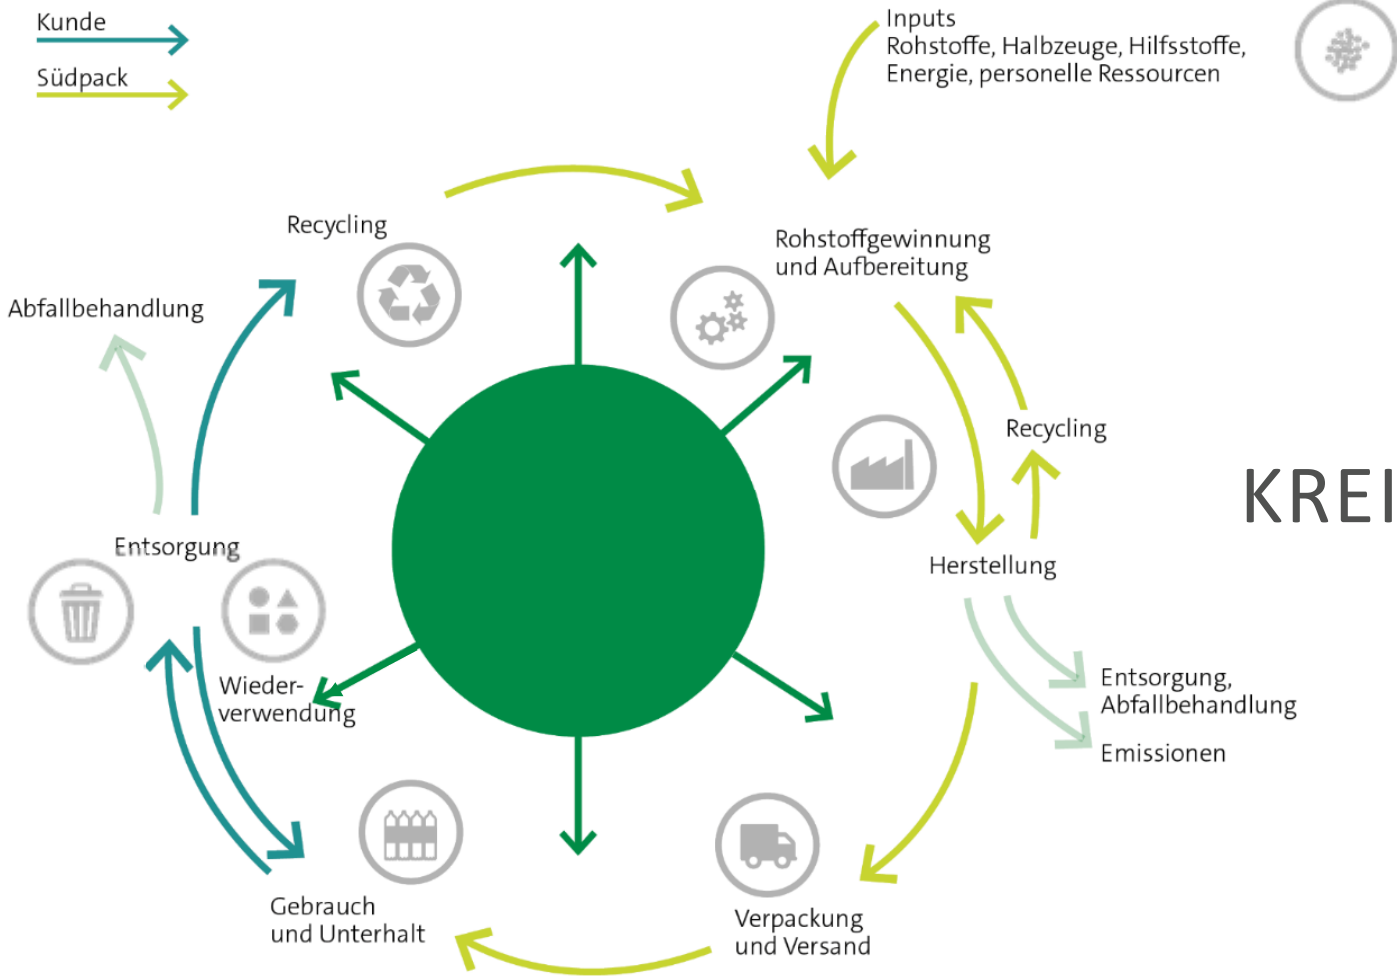 Kunde
Südpack
Inputs
Rohstoffe, Halbzeuge, Hilfsstoffe,
Energie, personelle Ressourcen
Recycling
Rohstoffgewinnung
und Aufbereitung
Abfallbehandlung
Recycling
KREI
Entsorgung
Herstellung
Wieder-
verwendung
Entsorgung,
Abfallbehandlung
Emissionen
Gebrauch
und Unterhalt
Verpackung
und Versand